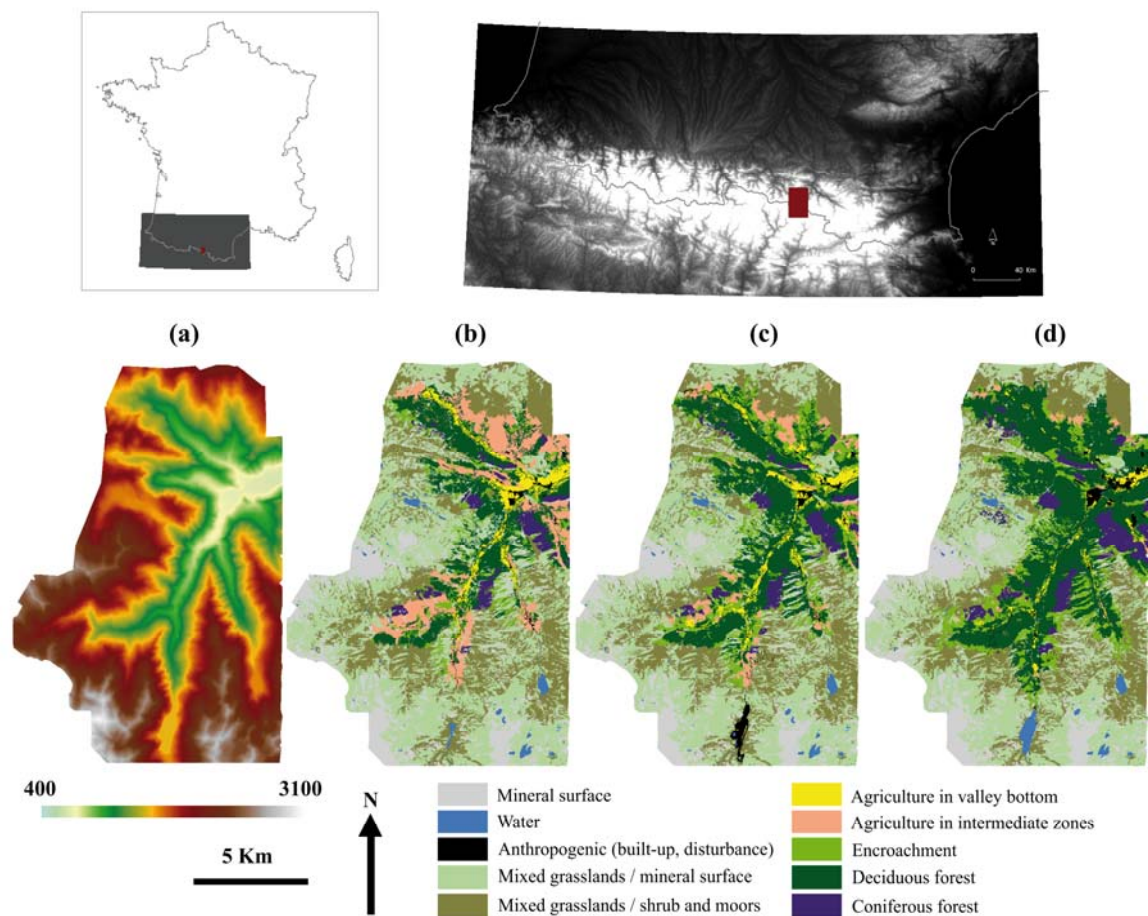 0 40 Km
(a) (b) (c) (d)
400 3100
5 Km
N
Mineral surface
Water
Anthropogenic (built-up, disturbance)
Mixed grasslands / mineral surface
Mixed grasslands / shrub and moors
Agriculture in valley bottom
Agriculture in intermediate zones
Encroachment
Deciduous forest
Coniferous forest